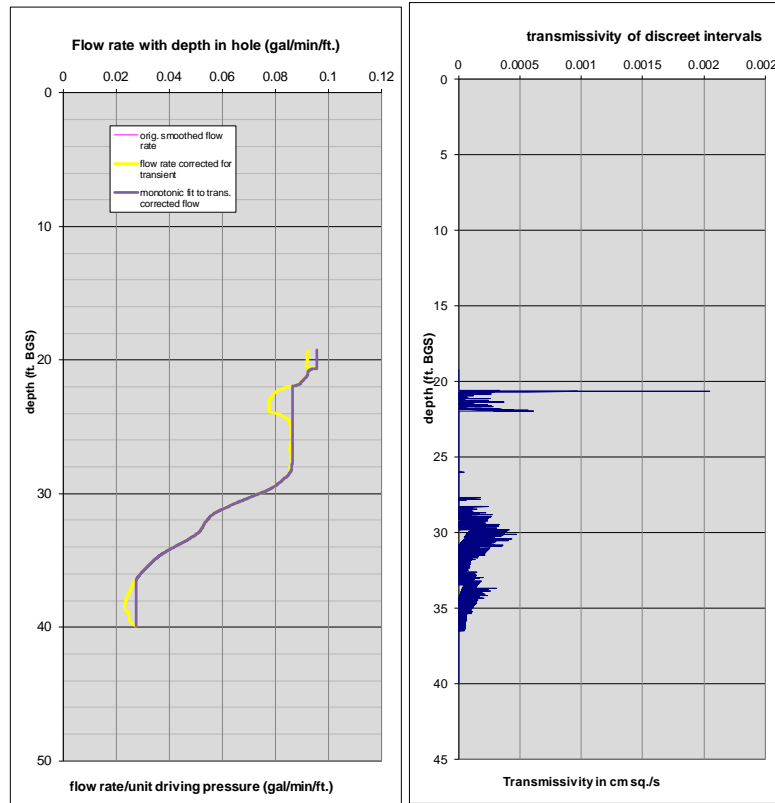 Flow rate with depth in hole (gal/min/ft.)
0 0.02 0.04 0.06 0.08 0.1 0.12
0
10
20
30
40
50
depth (ft. BGS)
orig. smoothed flow
rate
flow rate corrected for
transient
monotonic fit to trans.
corrected flow
flow rate/unit driving pressure (gal/min/ft.)
transmissivity of discreet intervals
0 0.0005 0.001 0.0015 0.002
0
5
10
15
20
25
30
35
40
45
depth (ft. BGS)
Transmissivity in cm sq./s